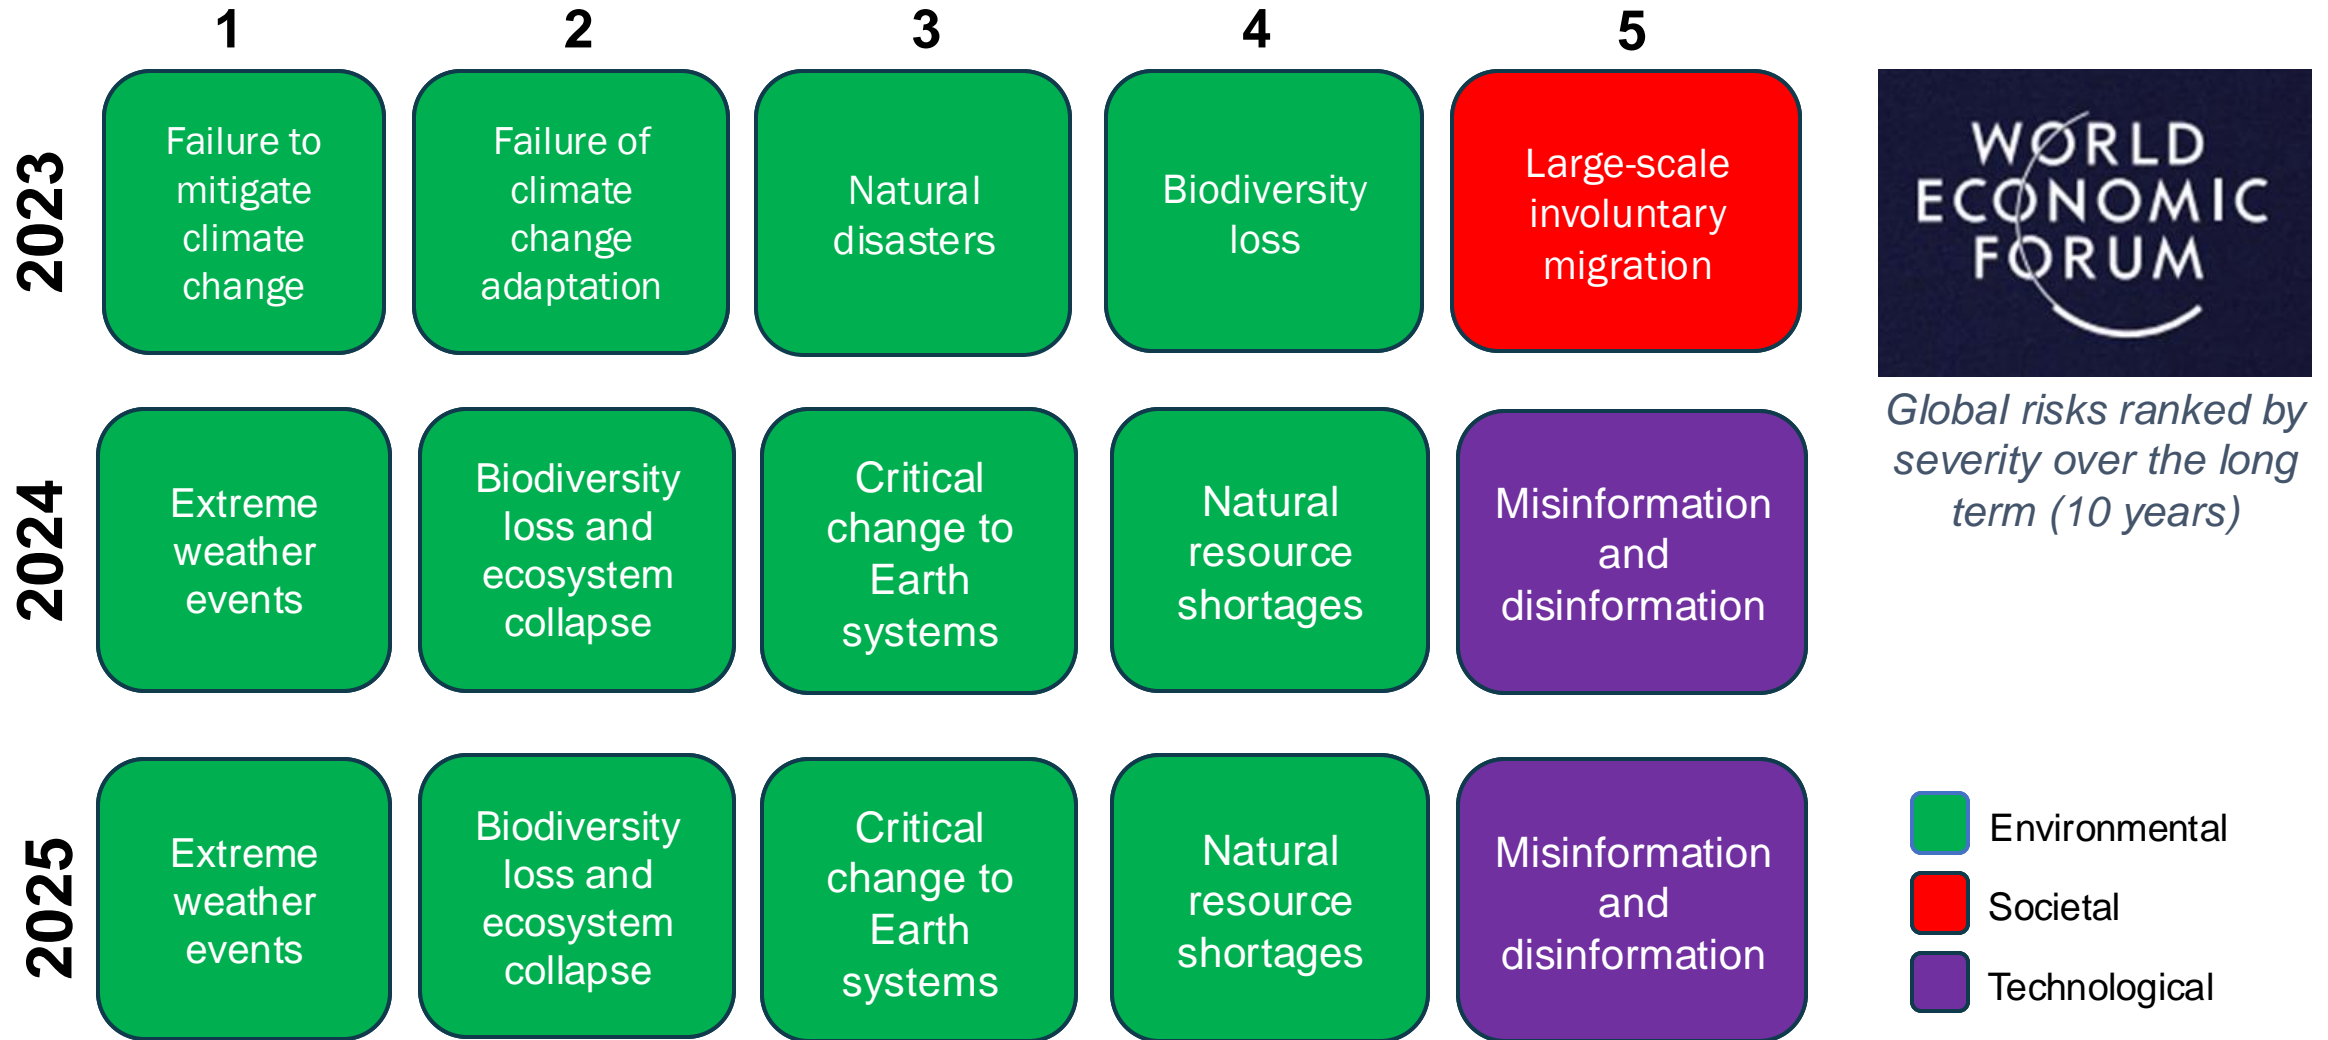 1
2
3
4
5
2023
Failure to
mitigate
climate
change
Failure of
climate
change
adaptation
Natural
disasters
Biodiversity
loss
Large-scale
involuntary
migration
WORLD
ECONOMIC
FORUM
Global risks ranked by
severity over the long
term (10 years)
2024
Extreme
weather
events
Biodiversity
loss and
ecosystem
collapse
Critical
change to
Earth
systems
Natural
resource
shortages
Misinformation
and
disinformation
2025
Extreme
weather
events
Biodiversity
loss and
ecosystem
collapse
Critical
change to
Earth
systems
Natural
resource
shortages
Misinformation
and
disinformation
Environmental
Societal
Technological